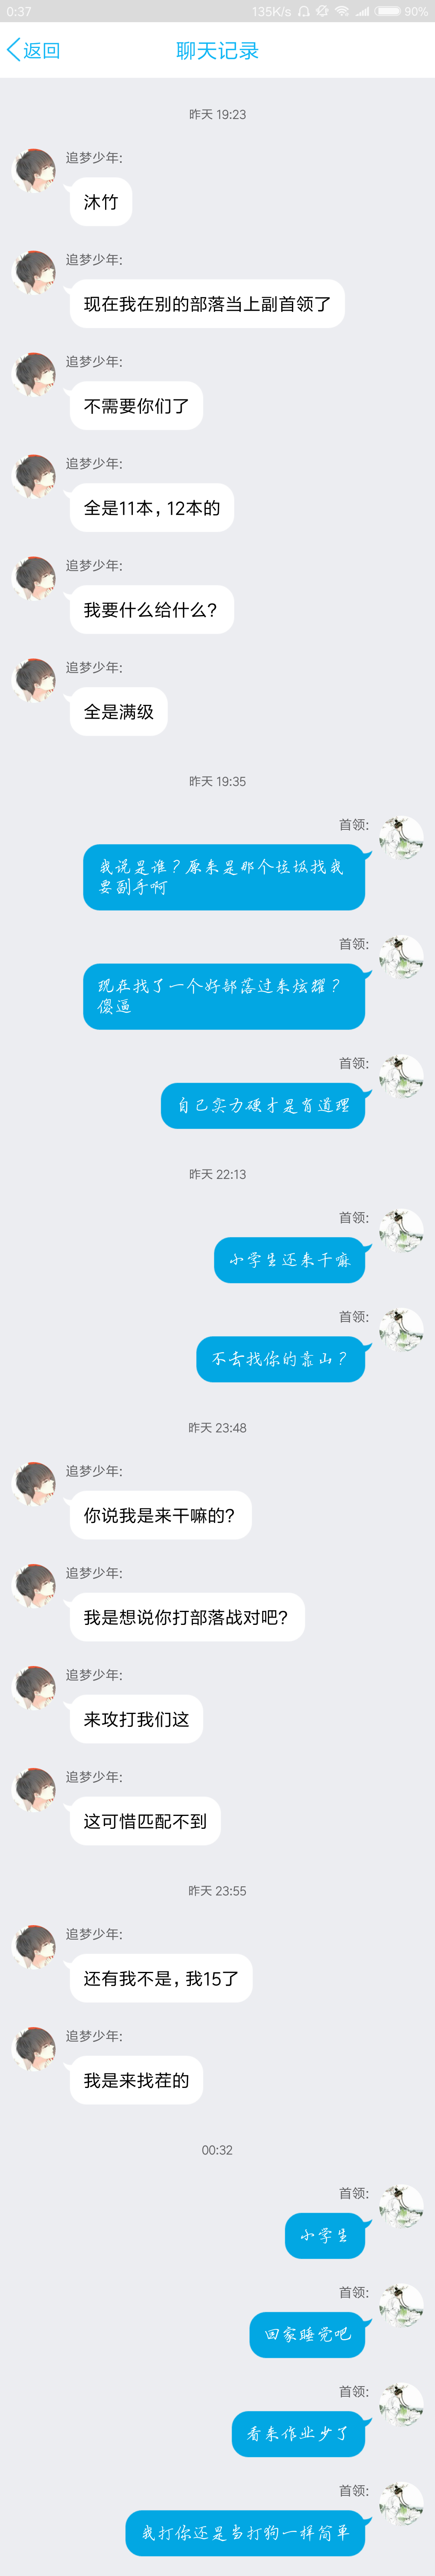 0:37
135K/s
90%
返回
聊天记录
昨天 19:23
追梦少年:
沐竹
追梦少年:
现在我在别的部落当上副首领了
追梦少年:
不需要你们了
追梦少年:
全是11本，12本的
追梦少年:
我要什么给什么?
追梦少年:
全是满级
昨天 19:35
首领:
我说是谁？原来是那个垃圾找我
要副手啊
首领:
现在找了一个好部落过来炫耀？
傻逼
首领:
自己实力硬才是有道理
昨天 22:13
首领:
小学生还来干嘛
首领:
不去找你的靠山？
昨天 23:48
追梦少年:
你说我是来干嘛的?
追梦少年:
我是想说你打部落战对吧?
追梦少年:
来攻打我们这
追梦少年:
这可惜匹配不到
昨天 23:55
追梦少年:
还有我不是，我15了
追梦少年:
我是来找茬的
00:32
首领:
小学生
首领:
回家睡觉吧
首领:
看来作业少了
首领:
我打你还是当打狗一样简单